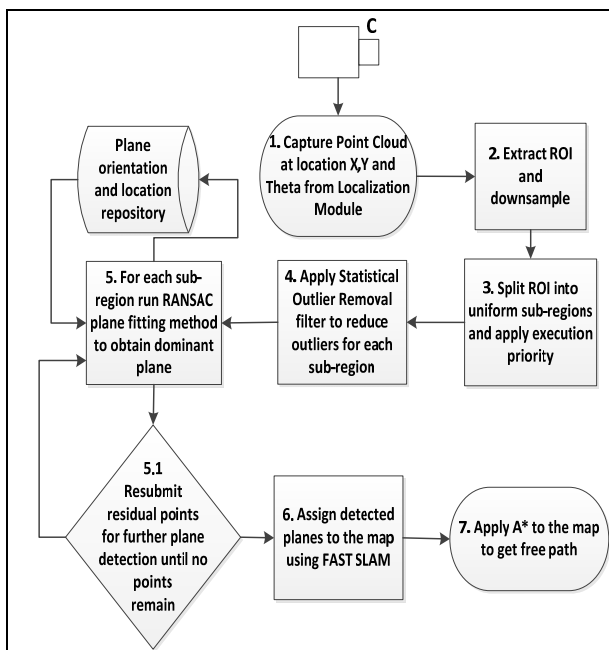 C
1. Capture Point Cloud
at location X,Y and
Theta from Localization
Module
2. Extract ROI
and
downsample
3. Split ROI into
uniform sub-regions
and apply execution
priority
4. Apply Statistical
Outlier Removal
filter to reduce
outliers for each
sub-region
Plane
orientation
and location
repository
5. For each sub-
region run RANSAC
plane fitting method
to obtain dominant
plane
5.1
Resubmit
residual points
for further plane
detection until no
points
remain
6. Assign detected
planes to the map
using FAST SLAM
7. Apply A* to the map
to get free path